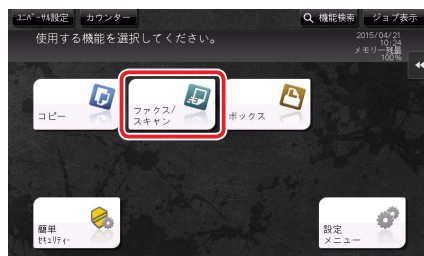 ﾕﾆﾊﾞｰｻﾙ設定 カウンター 機能検索 ジョブ表示
使用する機能を選択してください。
2015/04/21
10:24
メモリー残量
100%
コピー
ファクス/
スキャン
ボックス
簡単
ｾｷｭﾘﾃｨｰ
設定
メニュー